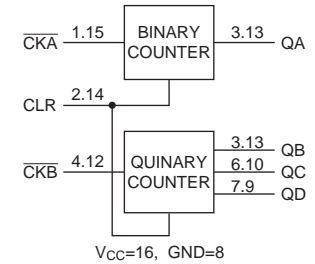 CKA 1.15 BINARY COUNTER 3.13 QA
CLR 2.14
CKB 4.12 QUINARY COUNTER 3.13 QB
6.10 QC
7.9 QD
VCC=16, GND=8